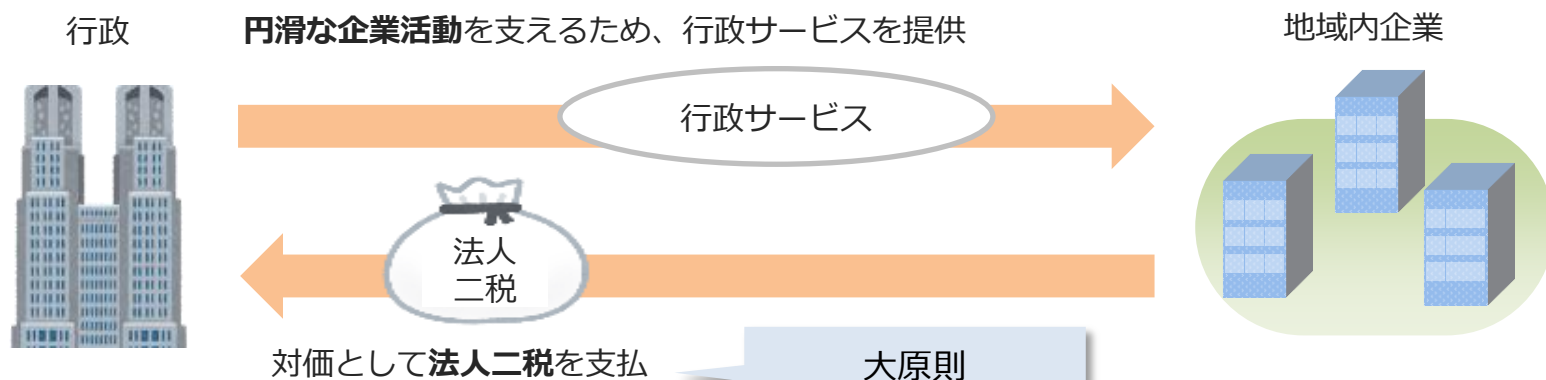 行政
円滑な企業活動を支えるため、行政サービスを提供
地域内企業
行政サービス
法人
二税
対価として法人二税を支払
大原則